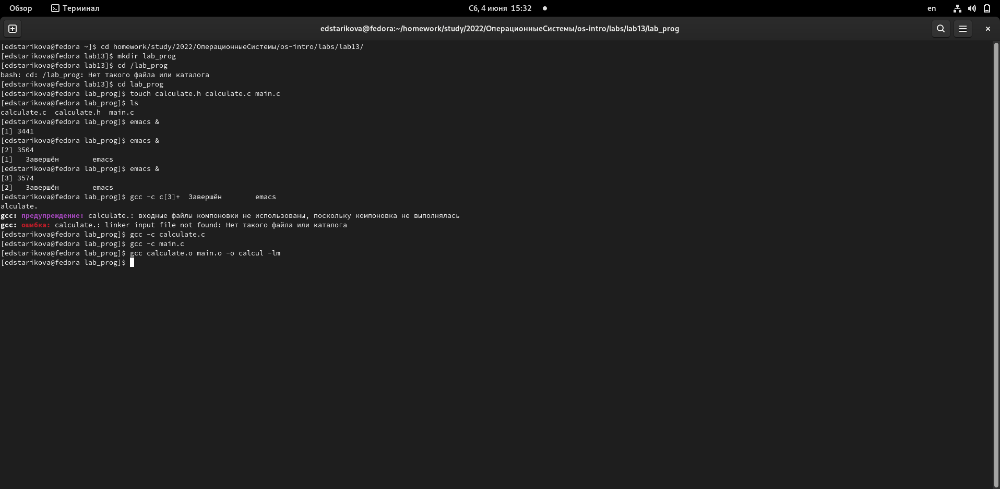 Обзор Терминал Сб, 4 июня 15:32 en
edstarikova@fedora:~/homework/study/2022/ОперационныеСистемы/os-intro/labs/lab13/lab_prog
[edstarikova@fedora ~]$ cd homework/study/2022/ОперационныеСистемы/os-intro/labs/lab13/
[edstarikova@fedora lab13]$ mkdir lab_prog
[edstarikova@fedora lab13]$ cd /lab_prog
bash: cd: /lab_prog: Нет такого файла или каталога
[edstarikova@fedora lab13]$ cd lab_prog
[edstarikova@fedora lab_prog]$ touch calculate.h calculate.c main.c
[edstarikova@fedora lab_prog]$ ls
calculate.c  calculate.h  main.c
[edstarikova@fedora lab_prog]$ emacs &
[1] 3441
[edstarikova@fedora lab_prog]$ emacs &
[2] 3504
[1]   Завершён        emacs
[edstarikova@fedora lab_prog]$ emacs &
[3] 3574
[2]   Завершён        emacs
[edstarikova@fedora lab_prog]$ gcc -c c[3]+  Завершён        emacs
alculate.
gcc: предупреждение: calculate.: входные файлы компоновки не использованы, поскольку компоновка не выполнялась
gcc: ошибка: calculate.: linker input file not found: Нет такого файла или каталога
[edstarikova@fedora lab_prog]$ gcc -c calculate.c
[edstarikova@fedora lab_prog]$ gcc -c main.c
[edstarikova@fedora lab_prog]$ gcc calculate.o main.o -o calcul -lm
[edstarikova@fedora lab_prog]$